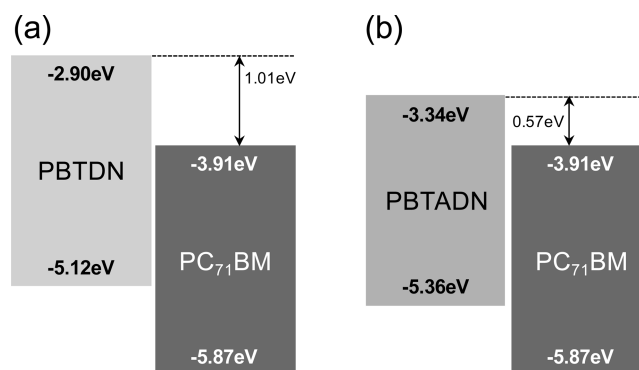 (a)
-2.90eV
1.01eV
PBTDN
-3.91eV
-5.12eV
PC₇₁BM
-5.87eV
(b)
-3.34eV
0.57eV
-3.91eV
PBTADN
-5.36eV
PC₇₁BM
-5.87eV